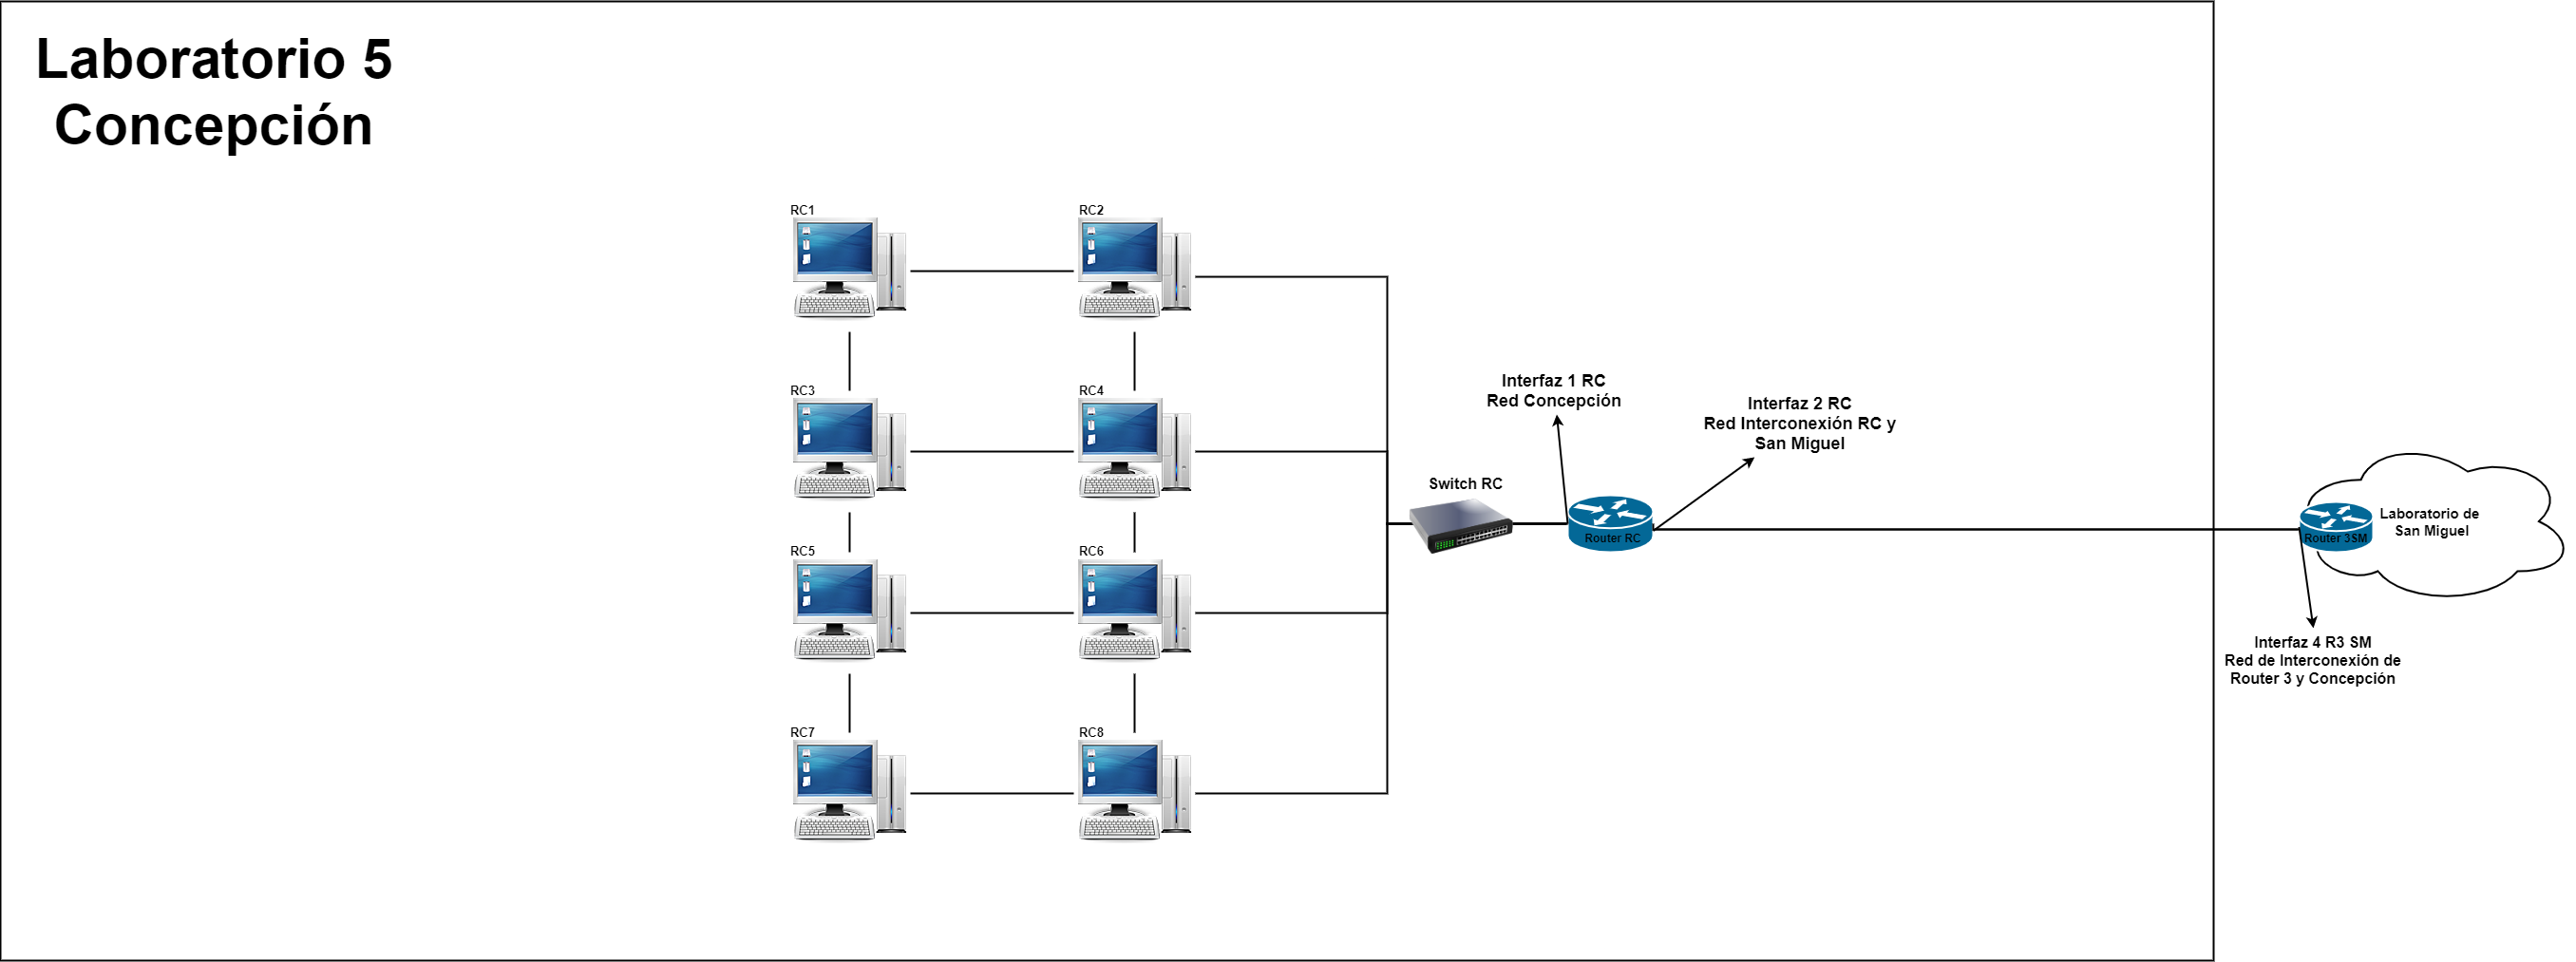 Laboratorio 5
Concepción
RC1
RC2
RC3
RC4
RC5
RC6
RC7
RC8
Switch RC
Interfaz 1 RC
Red Concepción
Router RC
Interfaz 2 RC
Red Interconexión RC y
San Miguel
Router 3SM
Laboratorio de
San Miguel
Interfaz 4 R3 SM
Red de Interconexión de
Router 3 y Concepción